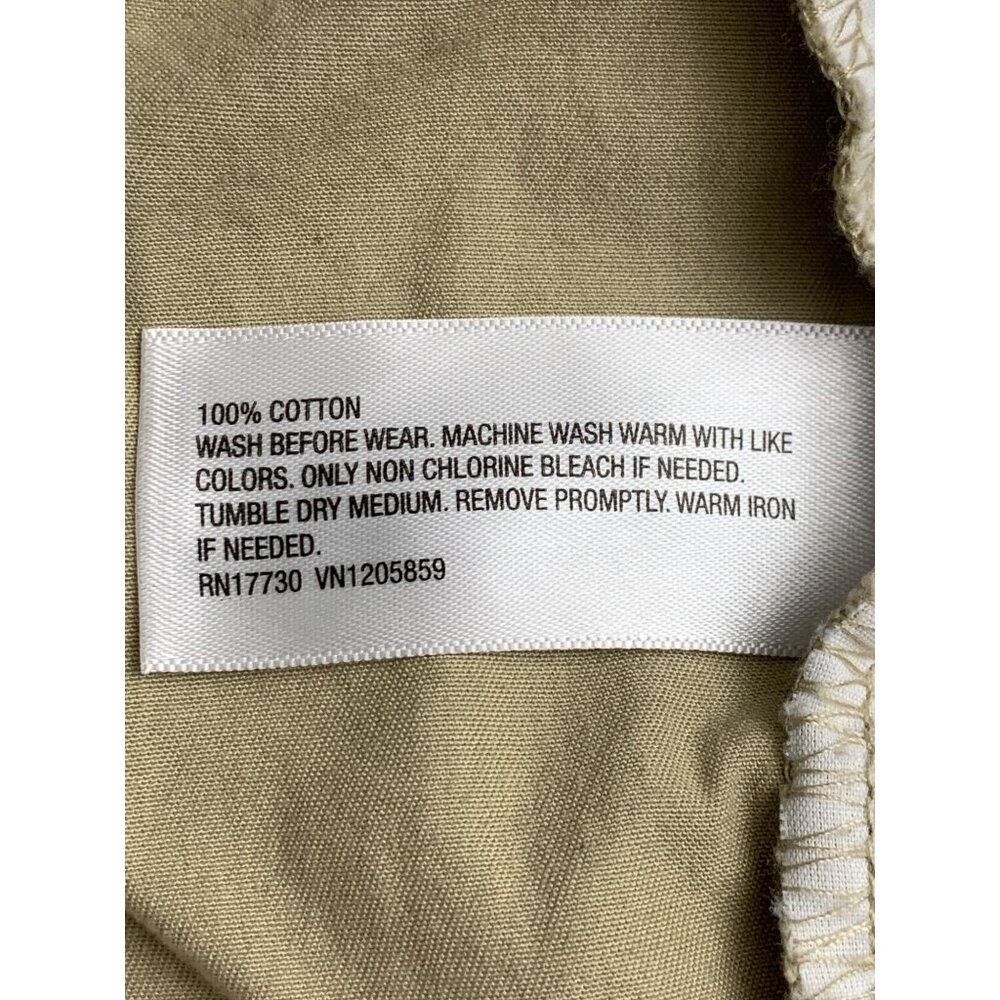 100% COTTON
WASH BEFORE WEAR. MACHINE WASH WARM WITH LIKE
COLORS. ONLY NON CHLORINE BLEACH IF NEEDED.
TUMBLE DRY MEDIUM. REMOVE PROMPTLY. WARM IRON
IF NEEDED.
RN17730 VN1205859